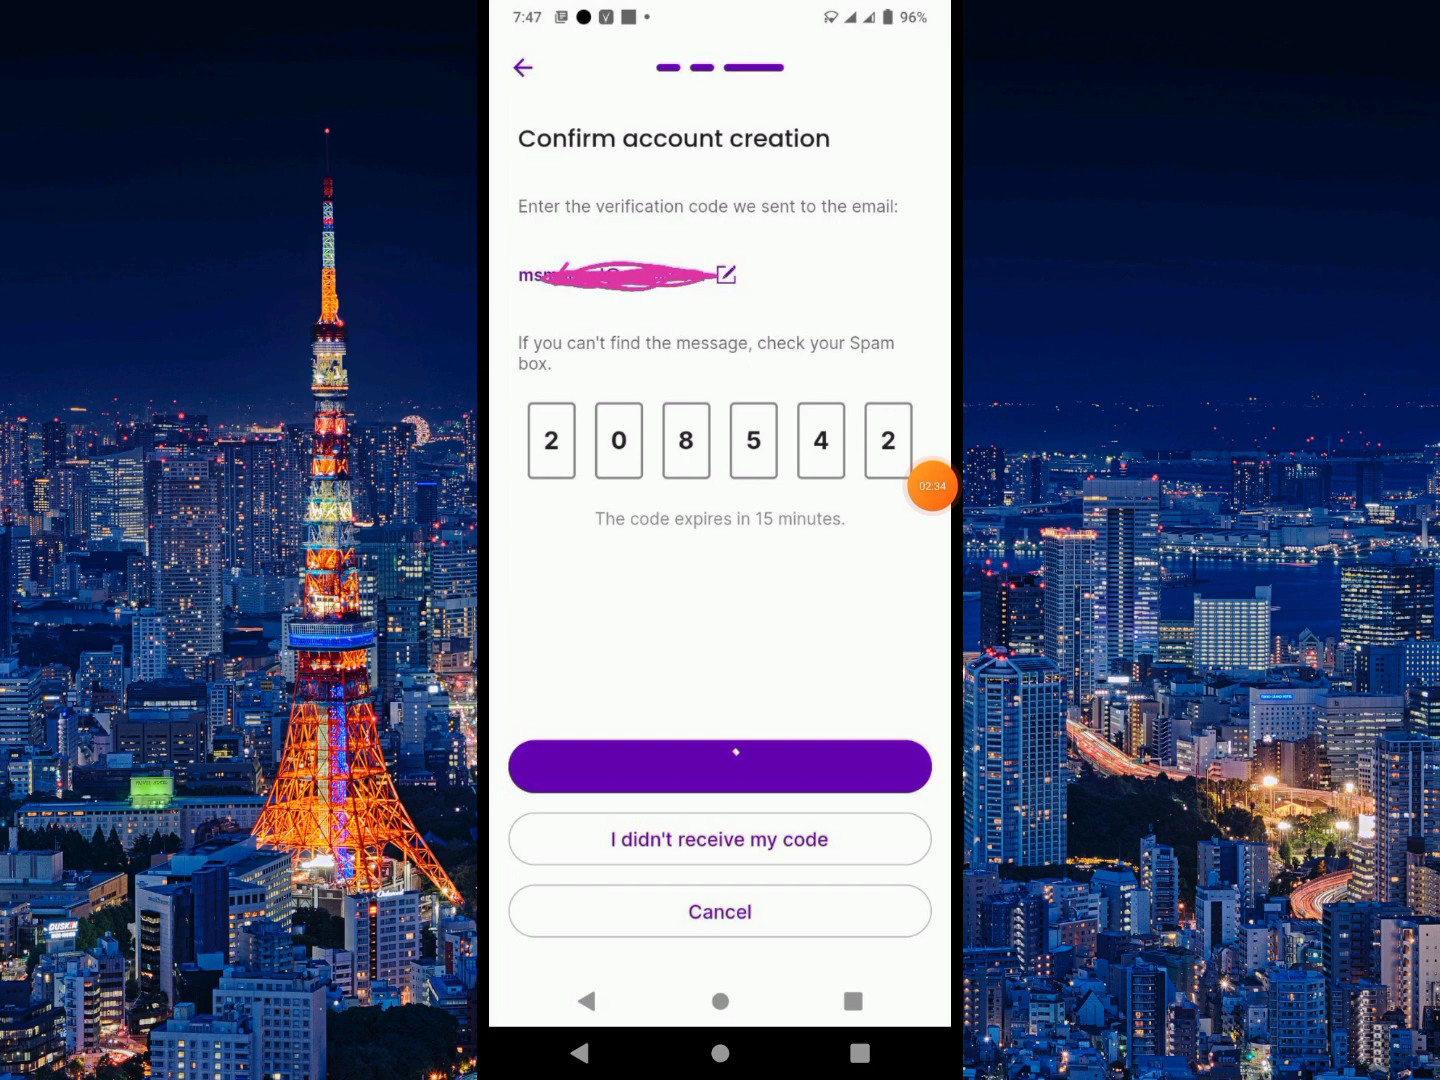 7:47
96%
Confirm account creation
Enter the verification code we sent to the email:
If you can't find the message, check your Spam
box.
2 0 8 5 4 2
02:34
The code expires in 15 minutes.
I didn't receive my code
Cancel
DUSKIN